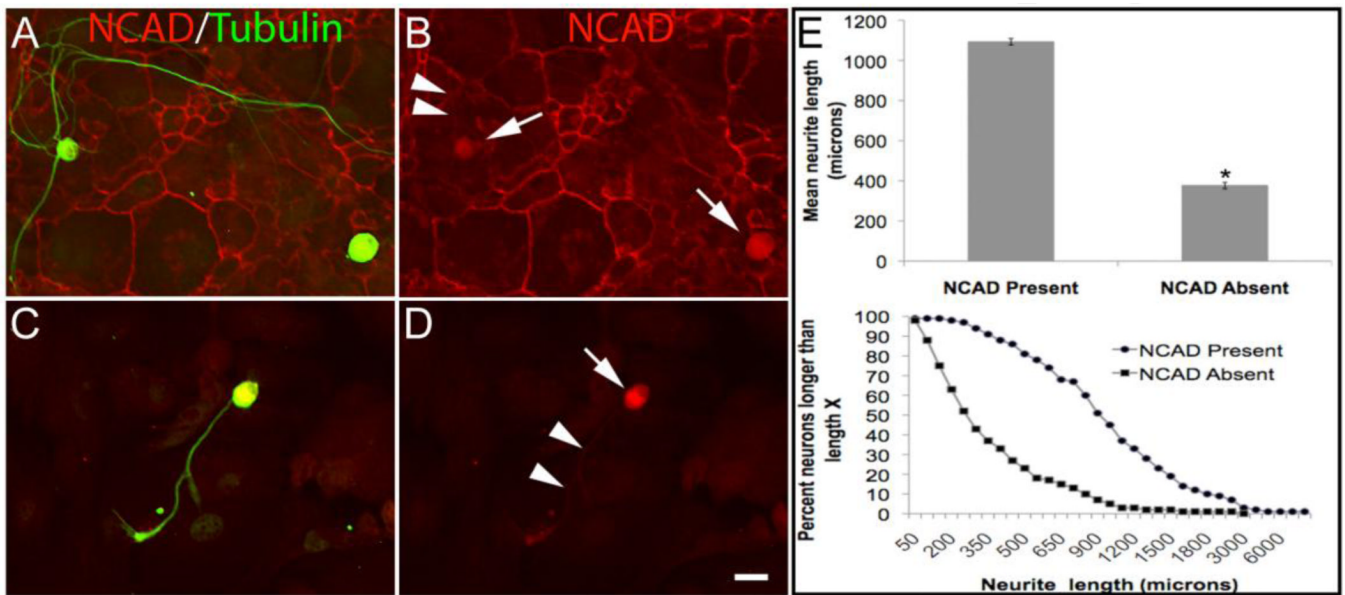 A NCAD/Tubulin
B NCAD
C
D
E
Mean neurite length
(microns)
1200
1000
800
600
400
200
0
*
NCAD Present NCAD Absent
Percent neurons longer than
length X
100
90
80
70
60
50
40
30
20
10
0
NCAD Present
NCAD Absent
50 200 350 500 650 900 1200 1500 1800 3000 6000
Neurite length (microns)